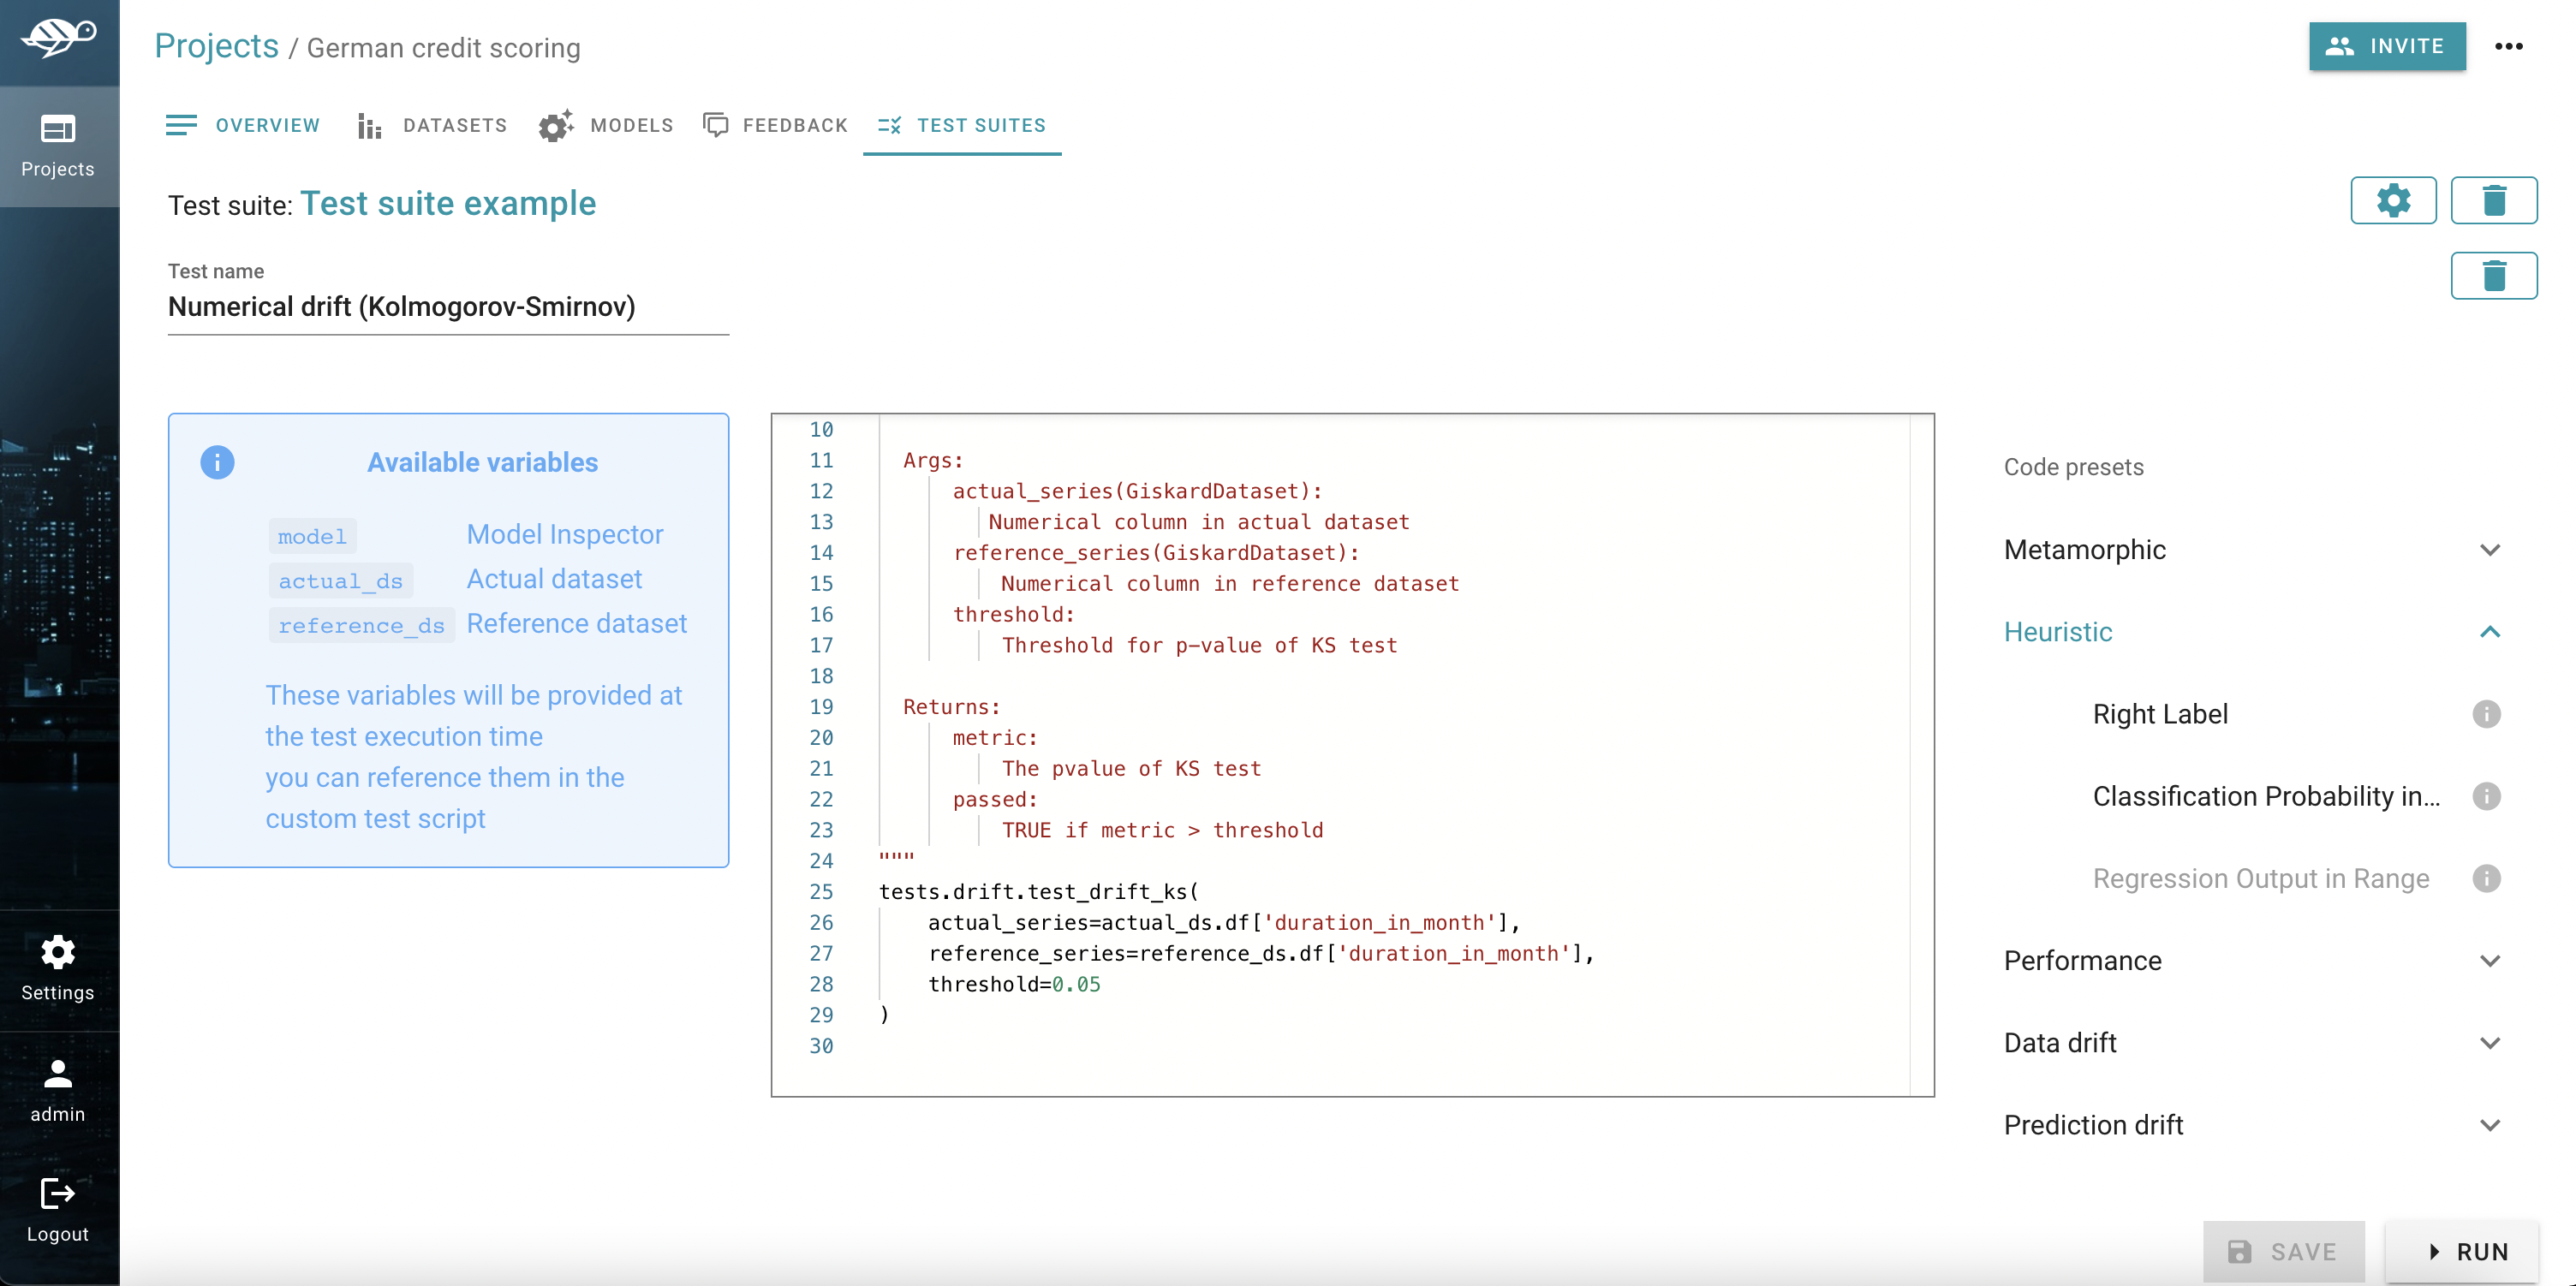 Projects / German credit scoring
INVITE
OVERVIEW
DATASETS
MODELS
FEEDBACK
TEST SUITES
Test suite: Test suite example
Test name
Numerical drift (Kolmogorov-Smirnov)
Available variables
model Model Inspector
actual_ds Actual dataset
reference_ds Reference dataset
These variables will be provided at
the test execution time
you can reference them in the
custom test script
10
11 Args:
12 actual_series(GiskardDataset):
13 Numerical column in actual dataset
14 reference_series(GiskardDataset):
15 Numerical column in reference dataset
16 threshold:
17 Threshold for p-value of KS test
18
19 Returns:
20 metric:
21 The pvalue of KS test
22 passed:
23 TRUE if metric > threshold
24 """
25 tests.drift.test_drift_ks(
26 actual_series=actual_ds.df['duration_in_month'],
27 reference_series=reference_ds.df['duration_in_month'],
28 threshold=0.05
29 )
30
Code presets
Metamorphic
Heuristic
Right Label
Classification Probability in...
Regression Output in Range
Performance
Data drift
Prediction drift
SAVE
RUN
Projects
Settings
admin
Logout